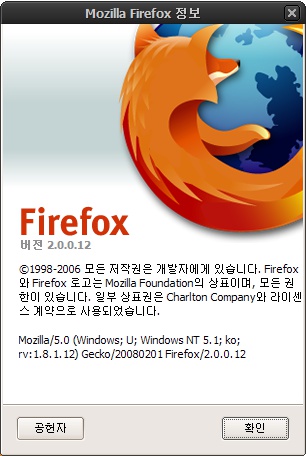 Mozilla Firefox 정보
Firefox
버전 2.0.0.12
©1998-2006 모든 저작권은 개발자에게 있습니다. Firefox
와 Firefox 로고는 Mozilla Foundation의 상표이며, 모든 권
한이 있습니다. 일부 상표권은 Charlton Company와 라이센
스 계약으로 사용되었습니다.
Mozilla/5.0 (Windows; U; Windows NT 5.1; ko;
rv:1.8.1.12) Gecko/20080201 Firefox/2.0.0.12
공헌자
확인